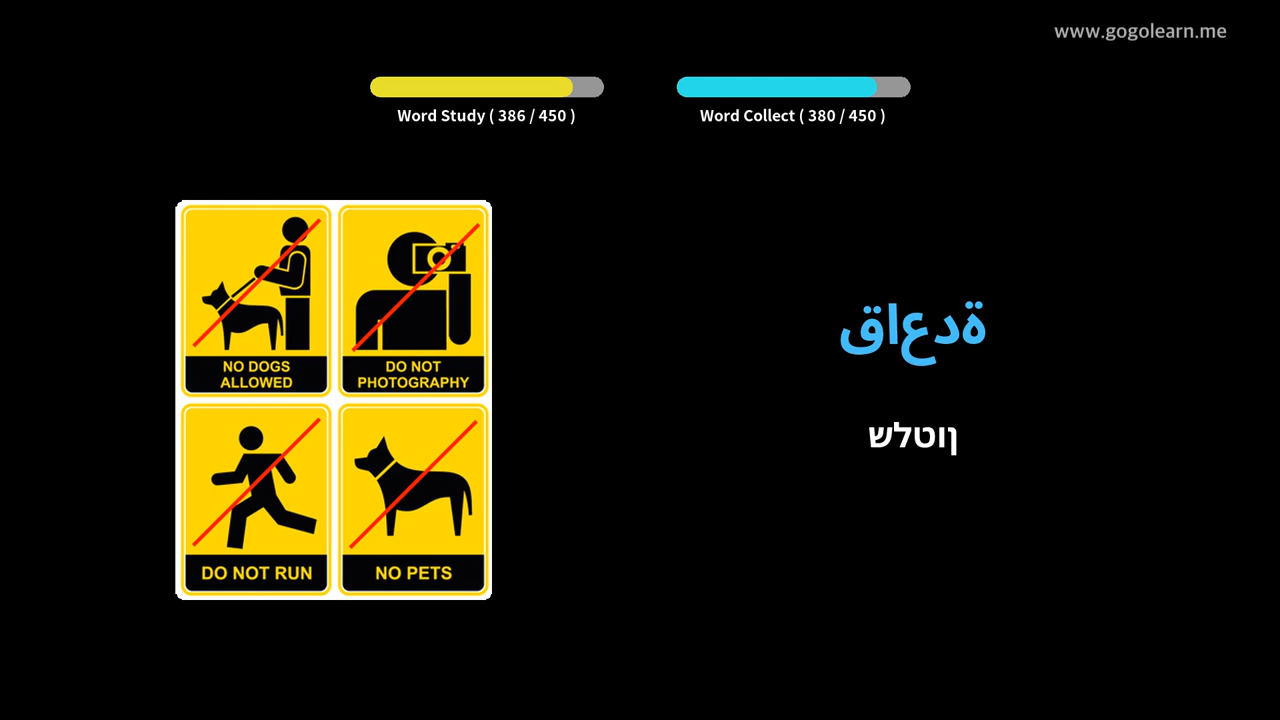 www.gogolearn.me
Word Study ( 386 / 450 )
Word Collect ( 380 / 450 )
NO DOGS
ALLOWED
DO NOT
PHOTOGRAPHY
DO NOT RUN
NO PETS
قاعدة
שלטון